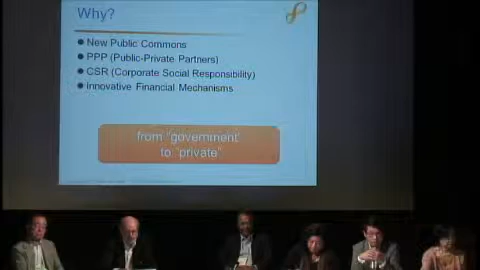 Why?
New Public Commons
PPP (Public-Private Partners)
CSR (Corporate Social Responsibility)
Innovative Financial Mechanisms
from "government"
to "private"